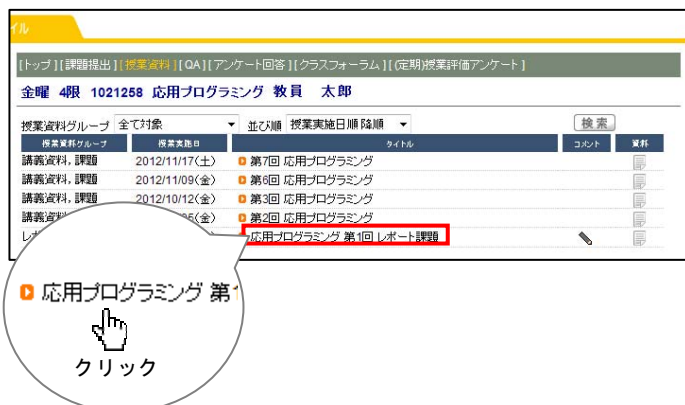 イル
[トップ][課題提出][授業資料][QA][アンケート回答][クラスフォーラム][(定期)授業評価アンケート]
金曜 4限 1021258 応用プログラミング 教員 太郎
授業資料グループ 全て対象 並び順 授業実施日順 降順 検索
授業資料グループ 授業実施日 タイトル コメント 資料
講義資料, 課題 2012/11/17(土) 第7回 応用プログラミング
講義資料, 課題 2012/11/09(金) 第6回 応用プログラミング
講義資料, 課題 2012/10/12(金) 第3回 応用プログラミング
講義資 05(金) 第2回 応用プログラミング
レポ 応用プログラミング 第1回 レポート課題
応用プログラミング 第1
クリック